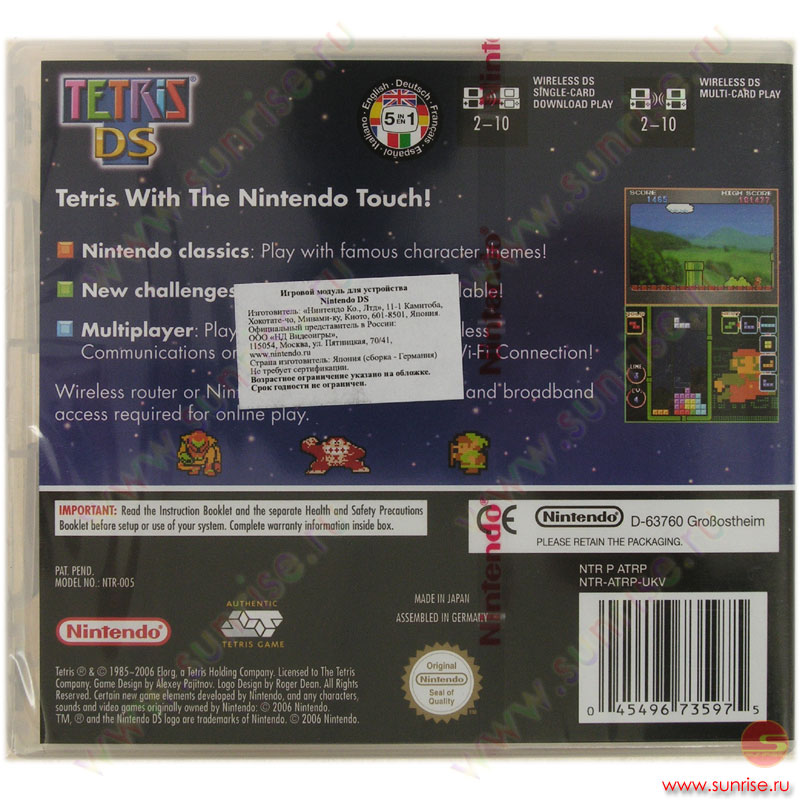 TETRIS
DS
English · Deutsch · Français · Español · Italiano
5 IN EN 1
WIRELESS DS
SINGLE-CARD
DOWNLOAD PLAY
2–10
WIRELESS DS
MULTI-CARD PLAY
2–10
Tetris With The Nintendo Touch!
SCORE HIGH SCORE
Nintendo classics: Play with famous character themes!
New challenges
Игровой модуль для устройства
Nintendo DS
Изготовитель: «Нинтендо Ко., Лтд», 11-1 Камитоба,
Хокотате-чо, Минами-ку, Киото, 601-8501, Япония.
Официальный представитель в России:
ООО «НД Видеоигры»,
115054, Москва, ул. Пятницкая, 70/41,
www.nintendo.ru
Страна изготовитель: Япония (сборка - Германия)
Не требует сертификации.
Возрастное ограничение указано на обложке.
Срок годности не ограничен.
Multiplayer:
Communications or Wi-Fi Connection!
Wireless router or and broadband
access required for online play.
IMPORTANT: Read the Instruction Booklet and the separate Health and Safety Precautions
Booklet before setup or use of your system. Complete warranty information inside box.
CE Nintendo D-63760 Großostheim
PLEASE RETAIN THE PACKAGING.
PAT. PEND.
MODEL NO.: NTR-005
NTR P ATRP
NTR-ATRP-UKV
Nintendo
AUTHENTIC
TETRIS GAME
MADE IN JAPAN
ASSEMBLED IN GERMANY
Original
Nintendo
Seal of
Quality
Tetris ® & © 1985–2006 Elorg, a Tetris Holding Company. Licensed to The Tetris
Company. Game Design by Alexey Pajitnov. Logo Design by Roger Dean. All Rights
Reserved. Certain new game elements developed by Nintendo, and any characters,
sounds and video games originally owned by Nintendo: © 2006 Nintendo.
TM, ® and the Nintendo DS logo are trademarks of Nintendo. © 2006 Nintendo.
0 45496 73597 5
Nintendo
Nintendo
Nintendo
www.sunrise.ru